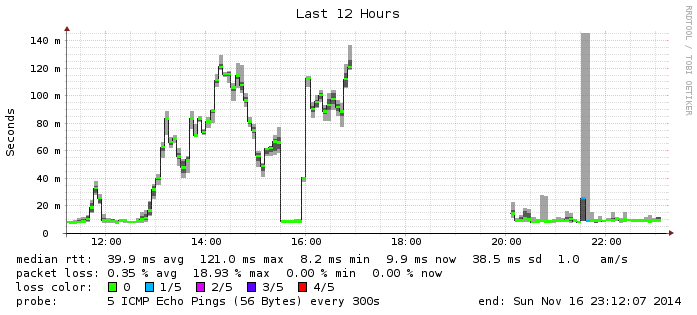 Last 12 Hours
RRDTOOL / TOBI OETIKER
Seconds
140 m
120 m
100 m
80 m
60 m
40 m
20 m
0
12:00 14:00 16:00 18:00 20:00 22:00
median rtt: 39.9 ms avg 121.0 ms max 8.2 ms min 9.9 ms now 38.5 ms sd 1.0 am/s
packet loss: 0.35 % avg 18.93 % max 0.00 % min 0.00 % now
loss color: 0 1/5 2/5 3/5 4/5
probe: 5 ICMP Echo Pings (56 Bytes) every 300s end: Sun Nov 16 23:12:07 2014